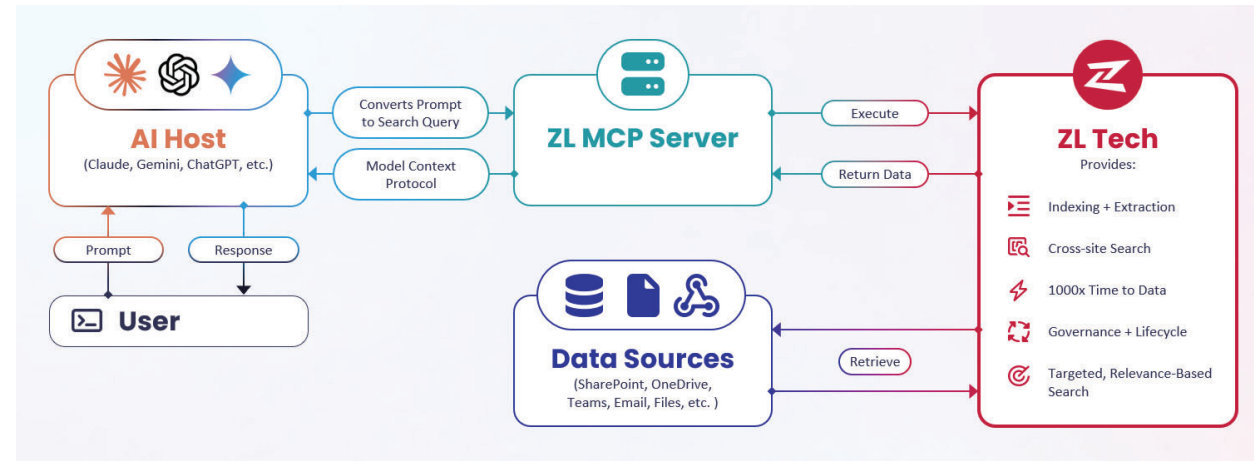 AI Host
(Claude, Gemini, ChatGPT, etc.)
Converts Prompt
to Search Query
Model Context
Protocol
ZL MCP Server
Execute
Return Data
ZL Tech
Provides:
Indexing + Extraction
Cross-site Search
1000x Time to Data
Governance + Lifecycle
Targeted, Relevance-Based
Search
Prompt
Response
User
Data Sources
(SharePoint, OneDrive,
Teams, Email, Files, etc. )
Retrieve